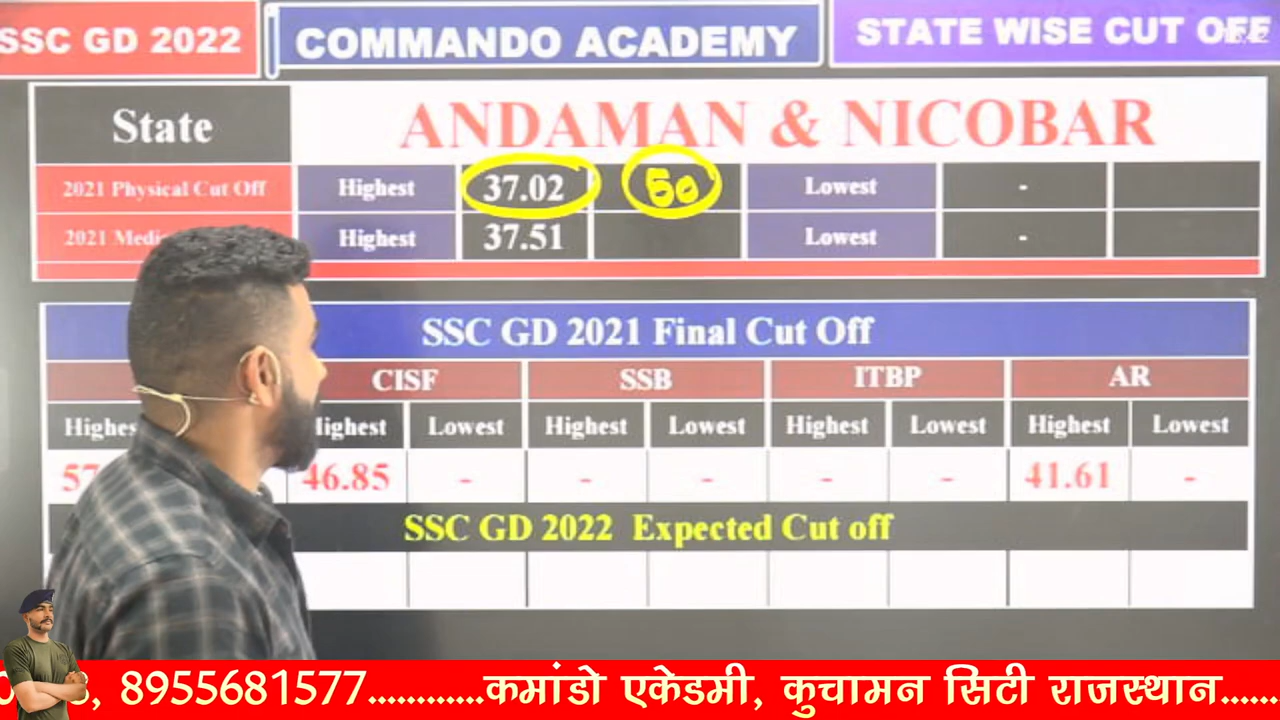 SSC GD 2022 COMMANDO ACADEMY STATE WISE CUT OFF
State ANDAMAN & NICOBAR
2021 Physical Cut Off Highest 37.02 50 Lowest -
2021 Highest 37.51 Lowest -
SSC GD 2021 Final Cut Off
CISF SSB ITBP AR
Highest Lowest Highest Lowest Highest Lowest Highest Lowest
46.85 - - - - - 41.61 -
SSC GD 2022 Expected Cut off
8955681577............कमांडो एकेडमी, कुचामन सिटी राजस्थान......